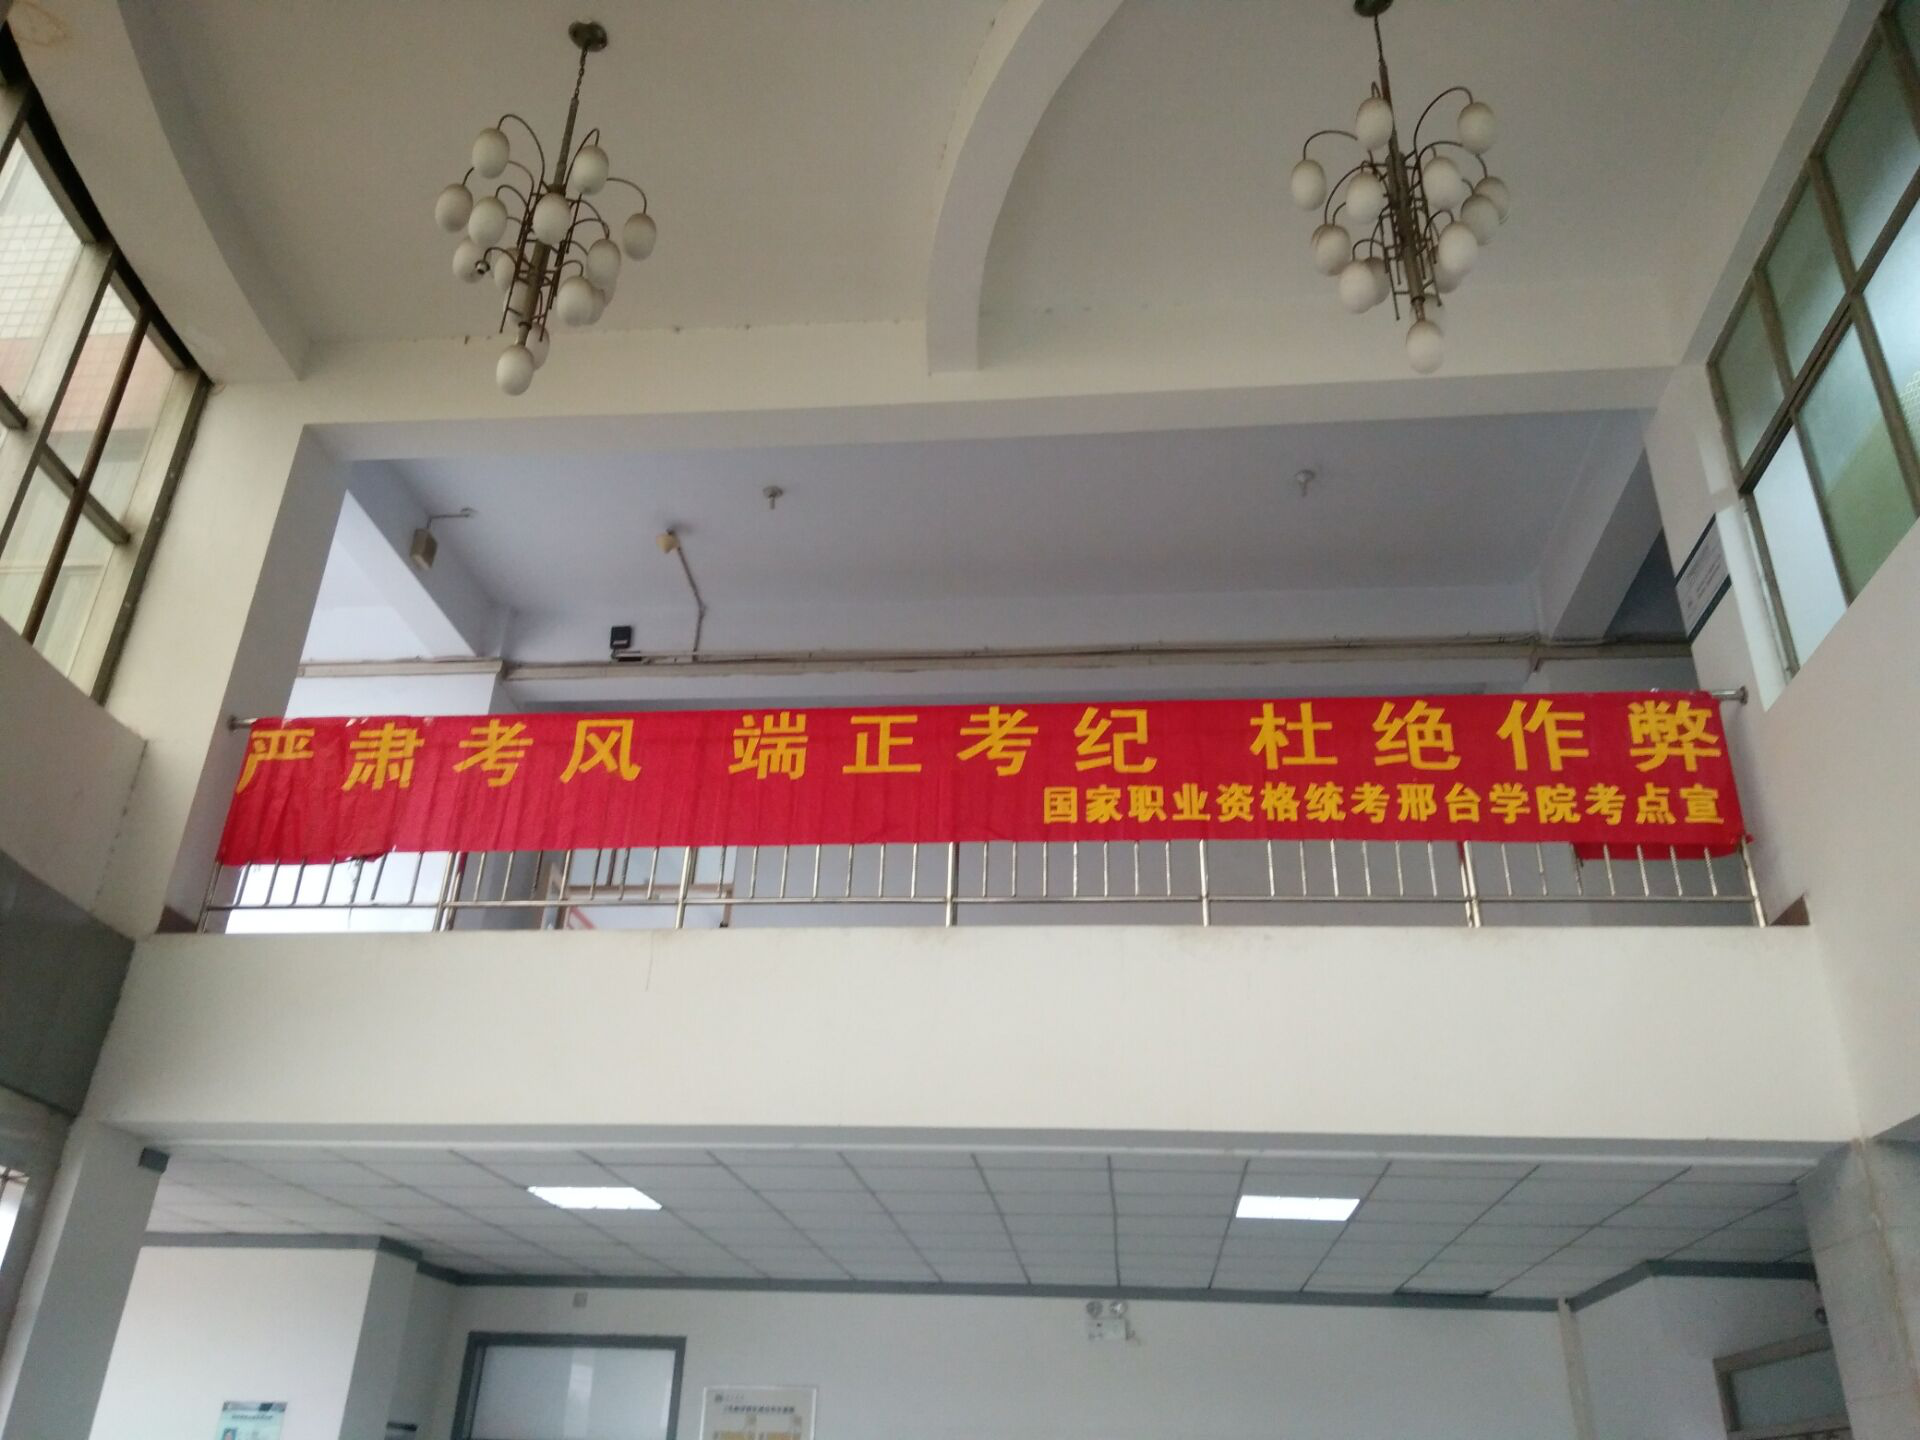 严肃考风 端正考纪 杜绝作弊
国家职业资格统考邢台学院考点宣